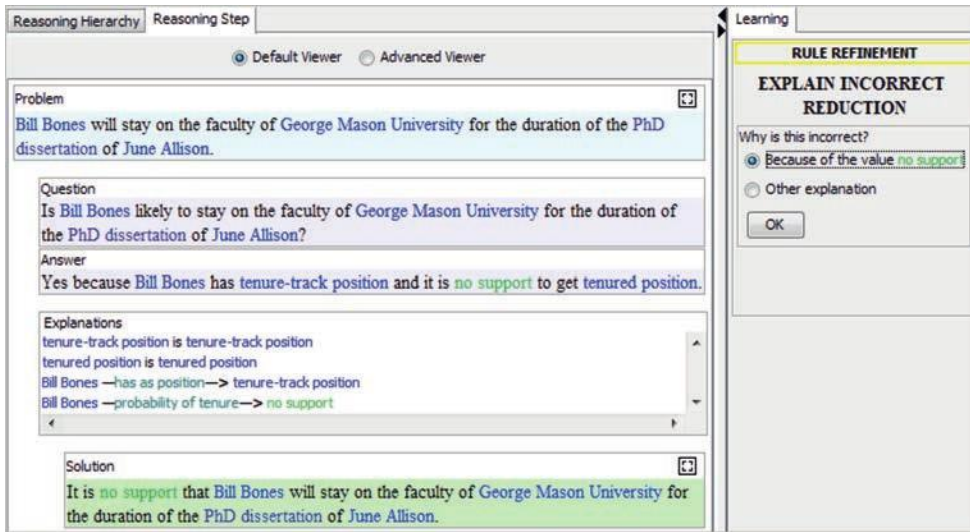 Reasoning Hierarchy
Reasoning Step
Default Viewer
Advanced Viewer
Problem
Bill Bones will stay on the faculty of George Mason University for the duration of the PhD
dissertation of June Allison.
Question
Is Bill Bones likely to stay on the faculty of George Mason University for the duration of
the PhD dissertation of June Allison?
Answer
Yes because Bill Bones has tenure-track position and it is no support to get tenured position.
Explanations
tenure-track position is tenure-track position
tenured position is tenured position
Bill Bones —has as position—> tenure-track position
Bill Bones —probability of tenure—> no support
Solution
It is no support that Bill Bones will stay on the faculty of George Mason University for
the duration of the PhD dissertation of June Allison.
Learning
RULE REFINEMENT
EXPLAIN INCORRECT
REDUCTION
Why is this incorrect?
Because of the value no support
Other explanation
OK